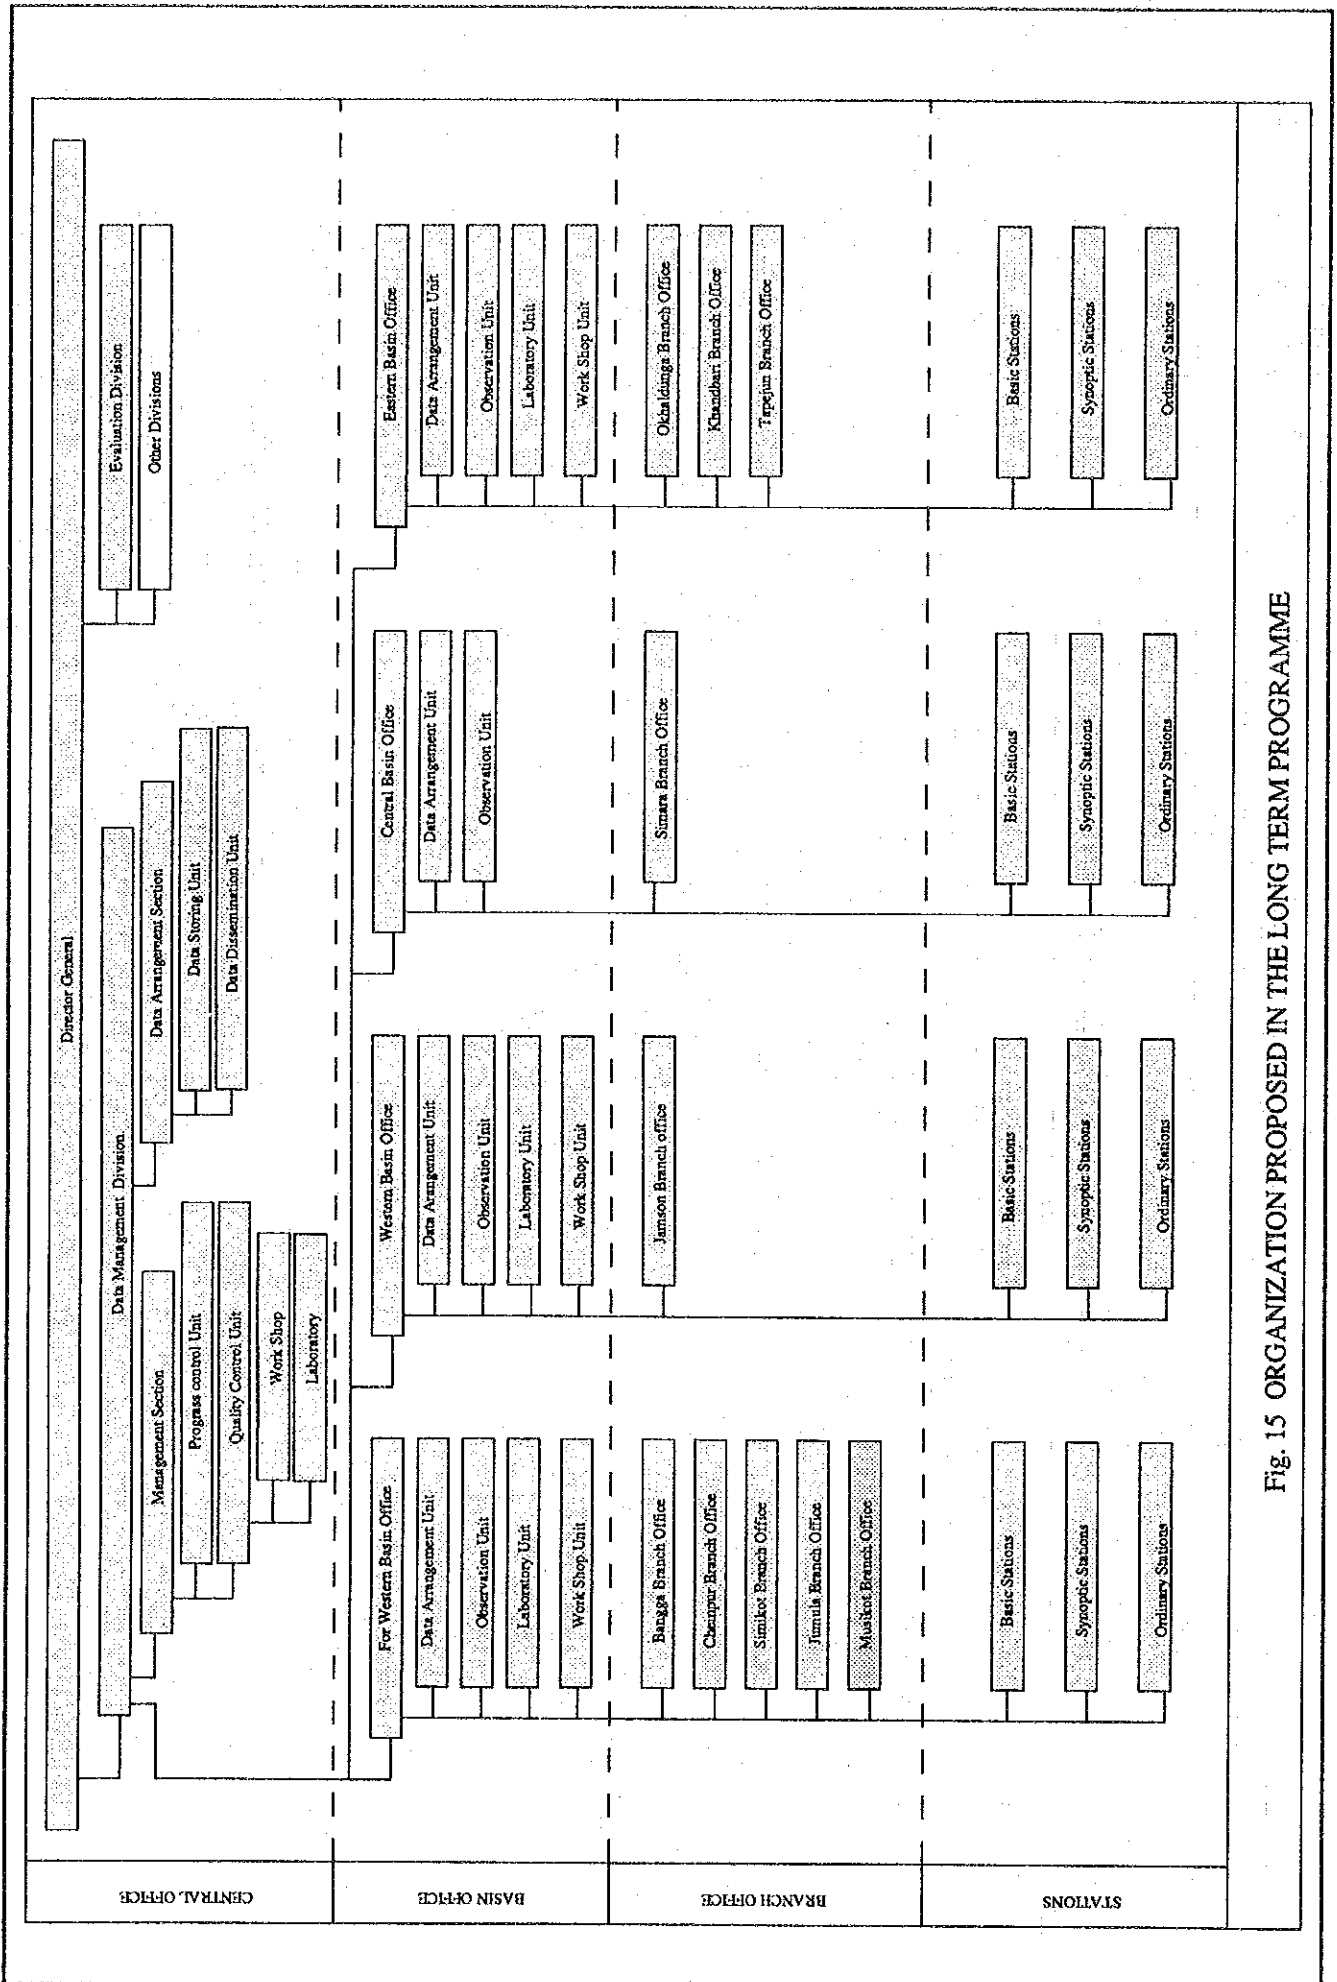 CENTRAL OFFICE
Director General
Data Management Division
Management Section
Prograss control Unit
Quality Control Unit
Work Shop
Laboratory
Data Arrangement Section
Data Storing Unit
Data Dissemination Unit
Evaluation Division
Other Divisions
BASIN OFFICE
For Western Basin Office
Data Arrangement Unit
Observation Unit
Laboratory Unit
Work Shop Unit
Western Basin Office
Data Arangement Unit
Observation Unit
Laboratory Unit
Work Shop Unit
Central Basin Office
Data Arrangement Unit
Observation Unit
Eastern Basin Office
Data Arrangement Unit
Observation Unit
Laboratory Unit
Work Shop Unit
BRANCH OFFICE
Bangga Branch Office
Chainpur Branch Office
Simikot Branch Office
Jumula Branch Office
Musikot Branch Office
Jamson Branch office
Simara Branch Office
Okhaldunga Branch Office
Khandbari Branch Office
Tapejun Branch Office
STATIONS
Basic Stations
Synoptic Stations
Ordinary Stations
Basic Stations
Synoptic Stations
Ordinary Stations
Basic Stations
Synoptic Stations
Ordinary Stations
Basic Stations
Synoptic Stations
Ordinary Stations
Fig. 15 ORGANIZATION PROPOSED IN THE LONG TERM PROGRAMME